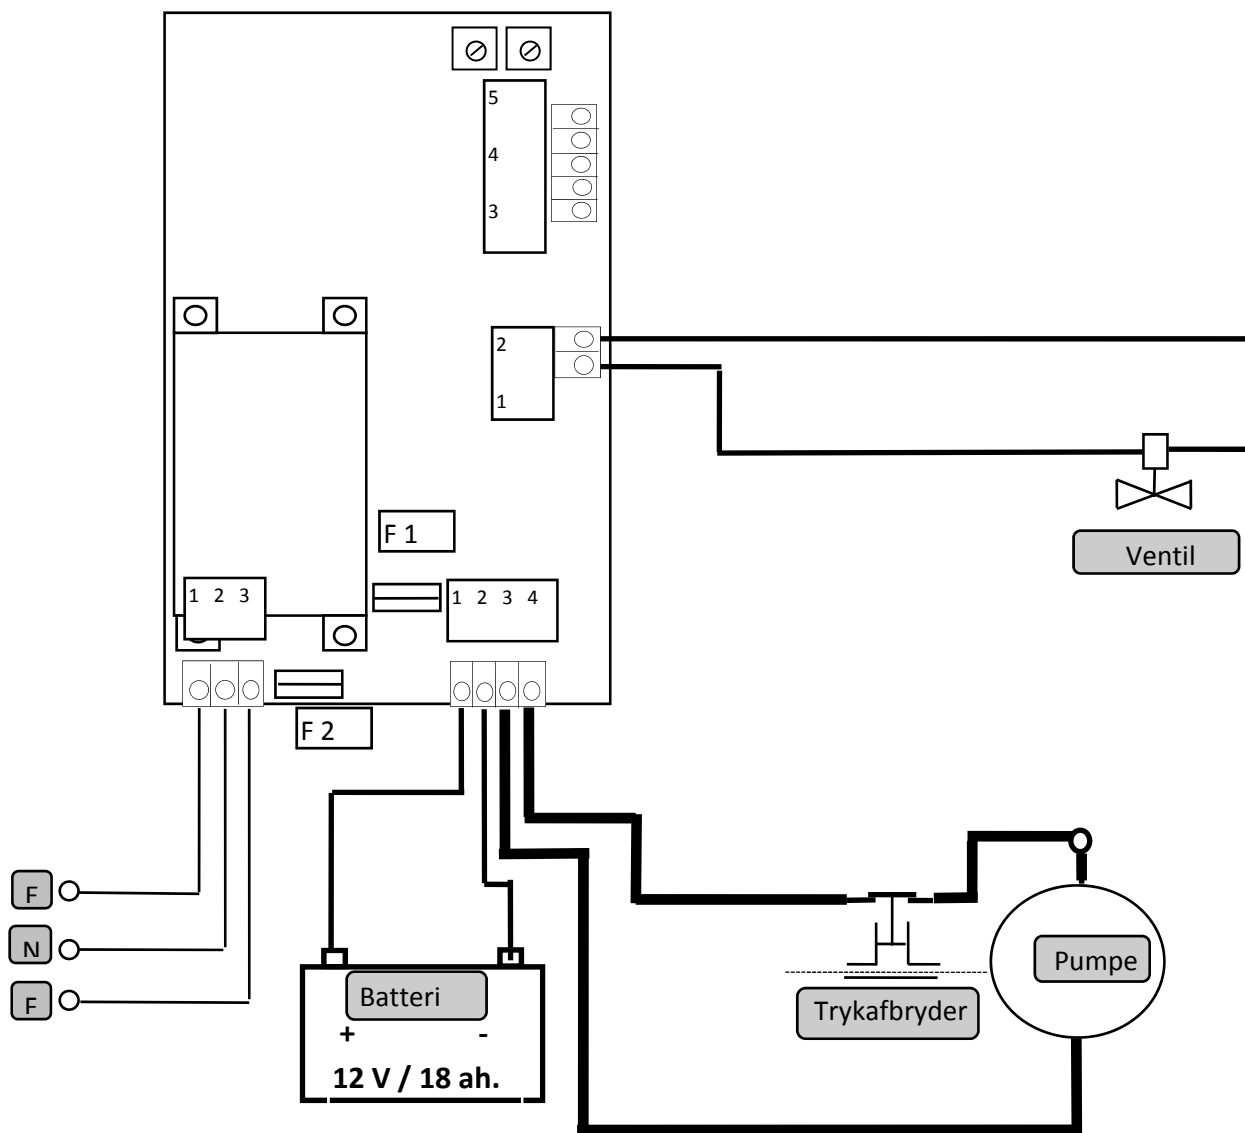 5
4
3
2
1
F 1
1 2 3
1 2 3 4
F 2
F
N
F
Batteri
+ -
12 V / 18 ah.
Ventil
Pumpe
Trykafbryder